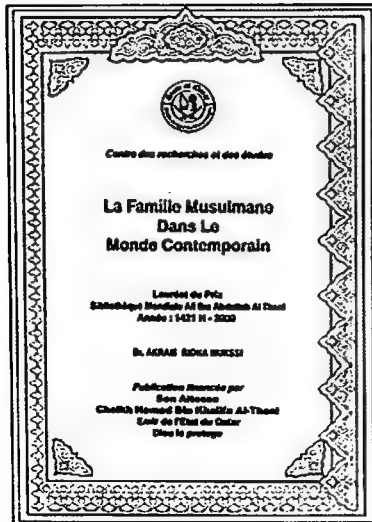 Centre des recherches et des études
La Famille Musulmane
Dans Le
Monde Contemporain
Lauréat du Prix
Bibliothèque Mondiale Ali Ibn Abdullah Al Thani
Année : 1421 H - 2000
Dr. AKRAM RIDHA
Publication financée par
Son Altesse
Cheikh Hamad Bin Khalifa Al-Thani
Emir de l'Etat du Qatar
Dieu le protège